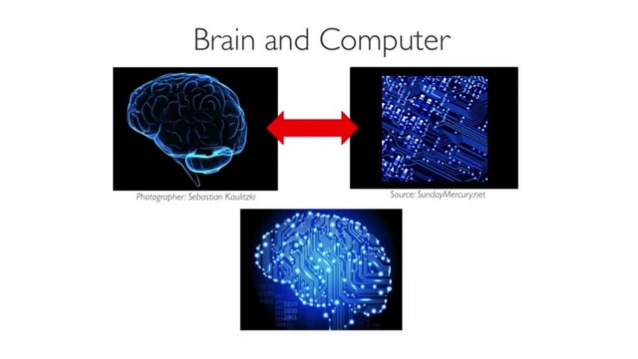 Brain and Computer
Photographer: Sebastian Kaulitzki
Source: SundayMercury.net